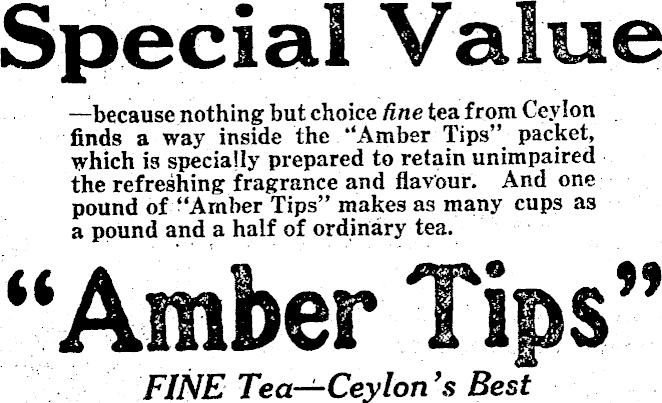 Special Value
—because nothing but choice fine tea from Ceylon
finds a way inside the "Amber Tips" packet,
which is specially prepared to retain unimpaired
the refreshing fragrance and flavour. And one
pound of "Amber Tips" makes as many cups as
a pound and a half of ordinary tea.
"Amber Tips"
FINE Tea—Ceylon's Best